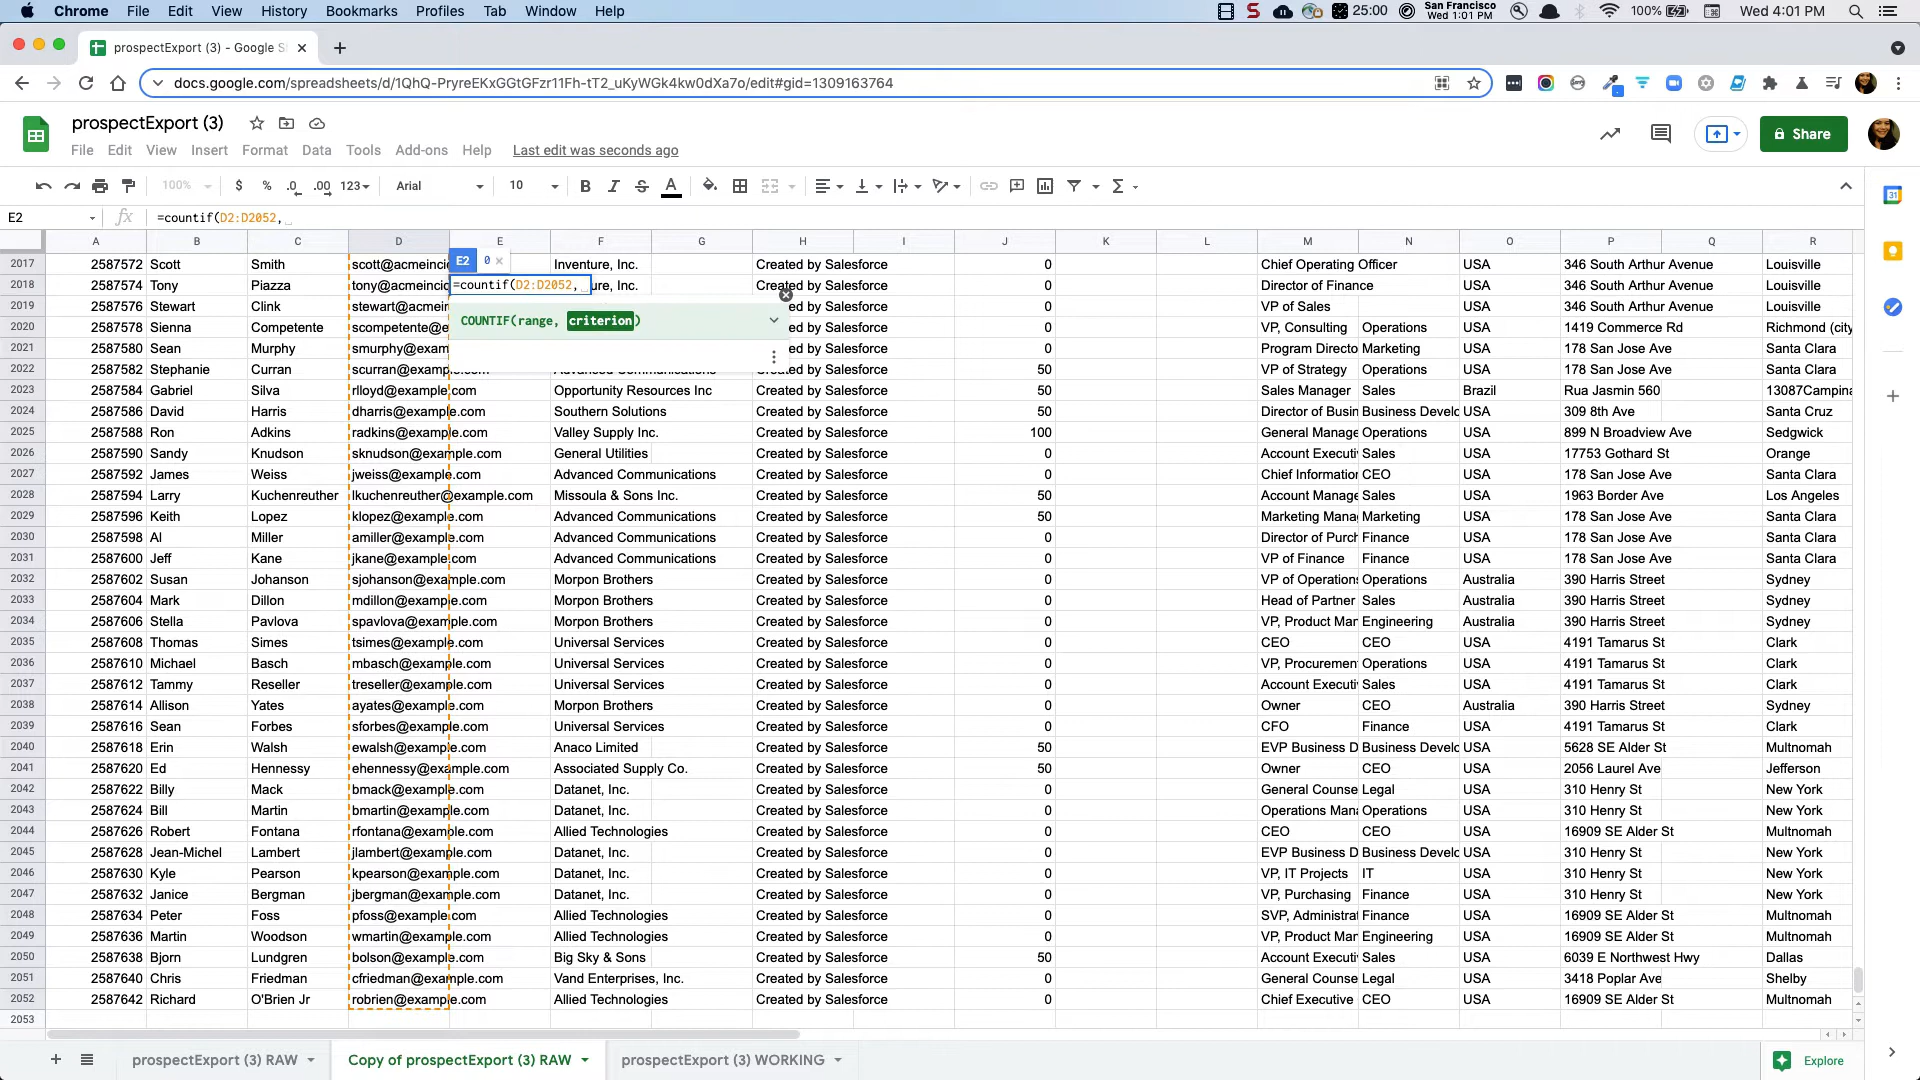 Chrome File Edit View History Bookmarks Profiles Tab Window Help 25:00 San Francisco Wed 1:01 PM 100% Wed 4:01 PM
prospectExport (3) - Google S
docs.google.com/spreadsheets/d/1QhQ-PryreEKxGGtGFzr11Fh-tT2_uKyWGk4kw0dXa7o/edit#gid=1309163764
prospectExport (3)
File Edit View Insert Format Data Tools Add-ons Help Last edit was seconds ago Share
100% $ % .0 .00 123 Arial 10 B I S A
E2 fx =countif(D2:D2052,
A B C D E F G H I J K L M N O P Q R
2017 2587572 Scott Smith scott@acmeincic Inventure, Inc. Created by Salesforce 0 Chief Operating Officer USA 346 South Arthur Avenue Louisville
E2 0 ×
2018 2587574 Tony Piazza tony@acmeincic =countif(D2:D2052, ure, Inc. Created by Salesforce 0 Director of Finance USA 346 South Arthur Avenue Louisville
2019 2587576 Stewart Clink stewart@acmein ed by Salesforce 0 VP of Sales USA 346 South Arthur Avenue Louisville
COUNTIF(range, criterion)
2020 2587578 Sienna Competente scompetente@e ed by Salesforce 0 VP, Consulting Operations USA 1419 Commerce Rd Richmond (city
2021 2587580 Sean Murphy smurphy@exam ed by Salesforce 0 Program Directo Marketing USA 178 San Jose Ave Santa Clara
2022 2587582 Stephanie Curran scurran@example.com Advanced Communications Created by Salesforce 50 VP of Strategy Operations USA 178 San Jose Ave Santa Clara
2023 2587584 Gabriel Silva rlloyd@example.com Opportunity Resources Inc Created by Salesforce 50 Sales Manager Sales Brazil Rua Jasmin 560 13087Campina
2024 2587586 David Harris dharris@example.com Southern Solutions Created by Salesforce 50 Director of Busin Business Develo USA 309 8th Ave Santa Cruz
2025 2587588 Ron Adkins radkins@example.com Valley Supply Inc. Created by Salesforce 100 General Manage Operations USA 899 N Broadview Ave Sedgwick
2026 2587590 Sandy Knudson sknudson@example.com General Utilities Created by Salesforce 0 Account Executi Sales USA 17753 Gothard St Orange
2027 2587592 James Weiss jweiss@example.com Advanced Communications Created by Salesforce 0 Chief Information CEO USA 178 San Jose Ave Santa Clara
2028 2587594 Larry Kuchenreuther lkuchenreuther@example.com Missoula & Sons Inc. Created by Salesforce 50 Account Manage Sales USA 1963 Border Ave Los Angeles
2029 2587596 Keith Lopez klopez@example.com Advanced Communications Created by Salesforce 50 Marketing Manag Marketing USA 178 San Jose Ave Santa Clara
2030 2587598 Al Miller amiller@example.com Advanced Communications Created by Salesforce 0 Director of Purch Finance USA 178 San Jose Ave Santa Clara
2031 2587600 Jeff Kane jkane@example.com Advanced Communications Created by Salesforce 0 VP of Finance Finance USA 178 San Jose Ave Santa Clara
2032 2587602 Susan Johanson sjohanson@example.com Morpon Brothers Created by Salesforce 0 VP of Operations Operations Australia 390 Harris Street Sydney
2033 2587604 Mark Dillon mdillon@example.com Morpon Brothers Created by Salesforce 0 Head of Partner Sales Australia 390 Harris Street Sydney
2034 2587606 Stella Pavlova spavlova@example.com Morpon Brothers Created by Salesforce 0 VP, Product Man Engineering Australia 390 Harris Street Sydney
2035 2587608 Thomas Simes tsimes@example.com Universal Services Created by Salesforce 0 CEO CEO USA 4191 Tamarus St Clark
2036 2587610 Michael Basch mbasch@example.com Universal Services Created by Salesforce 0 VP, Procurement Operations USA 4191 Tamarus St Clark
2037 2587612 Tammy Reseller treseller@example.com Universal Services Created by Salesforce 0 Account Executi Sales USA 4191 Tamarus St Clark
2038 2587614 Allison Yates ayates@example.com Morpon Brothers Created by Salesforce 0 Owner CEO Australia 390 Harris Street Sydney
2039 2587616 Sean Forbes sforbes@example.com Universal Services Created by Salesforce 0 CFO Finance USA 4191 Tamarus St Clark
2040 2587618 Erin Walsh ewalsh@example.com Anaco Limited Created by Salesforce 50 EVP Business D Business Develo USA 5628 SE Alder St Multnomah
2041 2587620 Ed Hennessy ehennessy@example.com Associated Supply Co. Created by Salesforce 50 Owner CEO USA 2056 Laurel Ave Jefferson
2042 2587622 Billy Mack bmack@example.com Datanet, Inc. Created by Salesforce 0 General Counse Legal USA 310 Henry St New York
2043 2587624 Bill Martin bmartin@example.com Datanet, Inc. Created by Salesforce 0 Operations Mana Operations USA 310 Henry St New York
2044 2587626 Robert Fontana rfontana@example.com Allied Technologies Created by Salesforce 0 CEO CEO USA 16909 SE Alder St Multnomah
2045 2587628 Jean-Michel Lambert jlambert@example.com Datanet, Inc. Created by Salesforce 0 EVP Business D Business Develo USA 310 Henry St New York
2046 2587630 Kyle Pearson kpearson@example.com Datanet, Inc. Created by Salesforce 0 VP, IT Projects IT USA 310 Henry St New York
2047 2587632 Janice Bergman jbergman@example.com Datanet, Inc. Created by Salesforce 0 VP, Purchasing Finance USA 310 Henry St New York
2048 2587634 Peter Foss pfoss@example.com Allied Technologies Created by Salesforce 0 SVP, Administrat Finance USA 16909 SE Alder St Multnomah
2049 2587636 Martin Woodson wmartin@example.com Allied Technologies Created by Salesforce 0 VP, Product Man Engineering USA 16909 SE Alder St Multnomah
2050 2587638 Bjorn Lundgren bolson@example.com Big Sky & Sons Created by Salesforce 50 Account Executi Sales USA 6039 E Northwest Hwy Dallas
2051 2587640 Chris Friedman cfriedman@example.com Vand Enterprises, Inc. Created by Salesforce 0 General Counse Legal USA 3418 Poplar Ave Shelby
2052 2587642 Richard O'Brien Jr robrien@example.com Allied Technologies Created by Salesforce 0 Chief Executive CEO USA 16909 SE Alder St Multnomah
2053
prospectExport (3) RAW Copy of prospectExport (3) RAW prospectExport (3) WORKING Explore